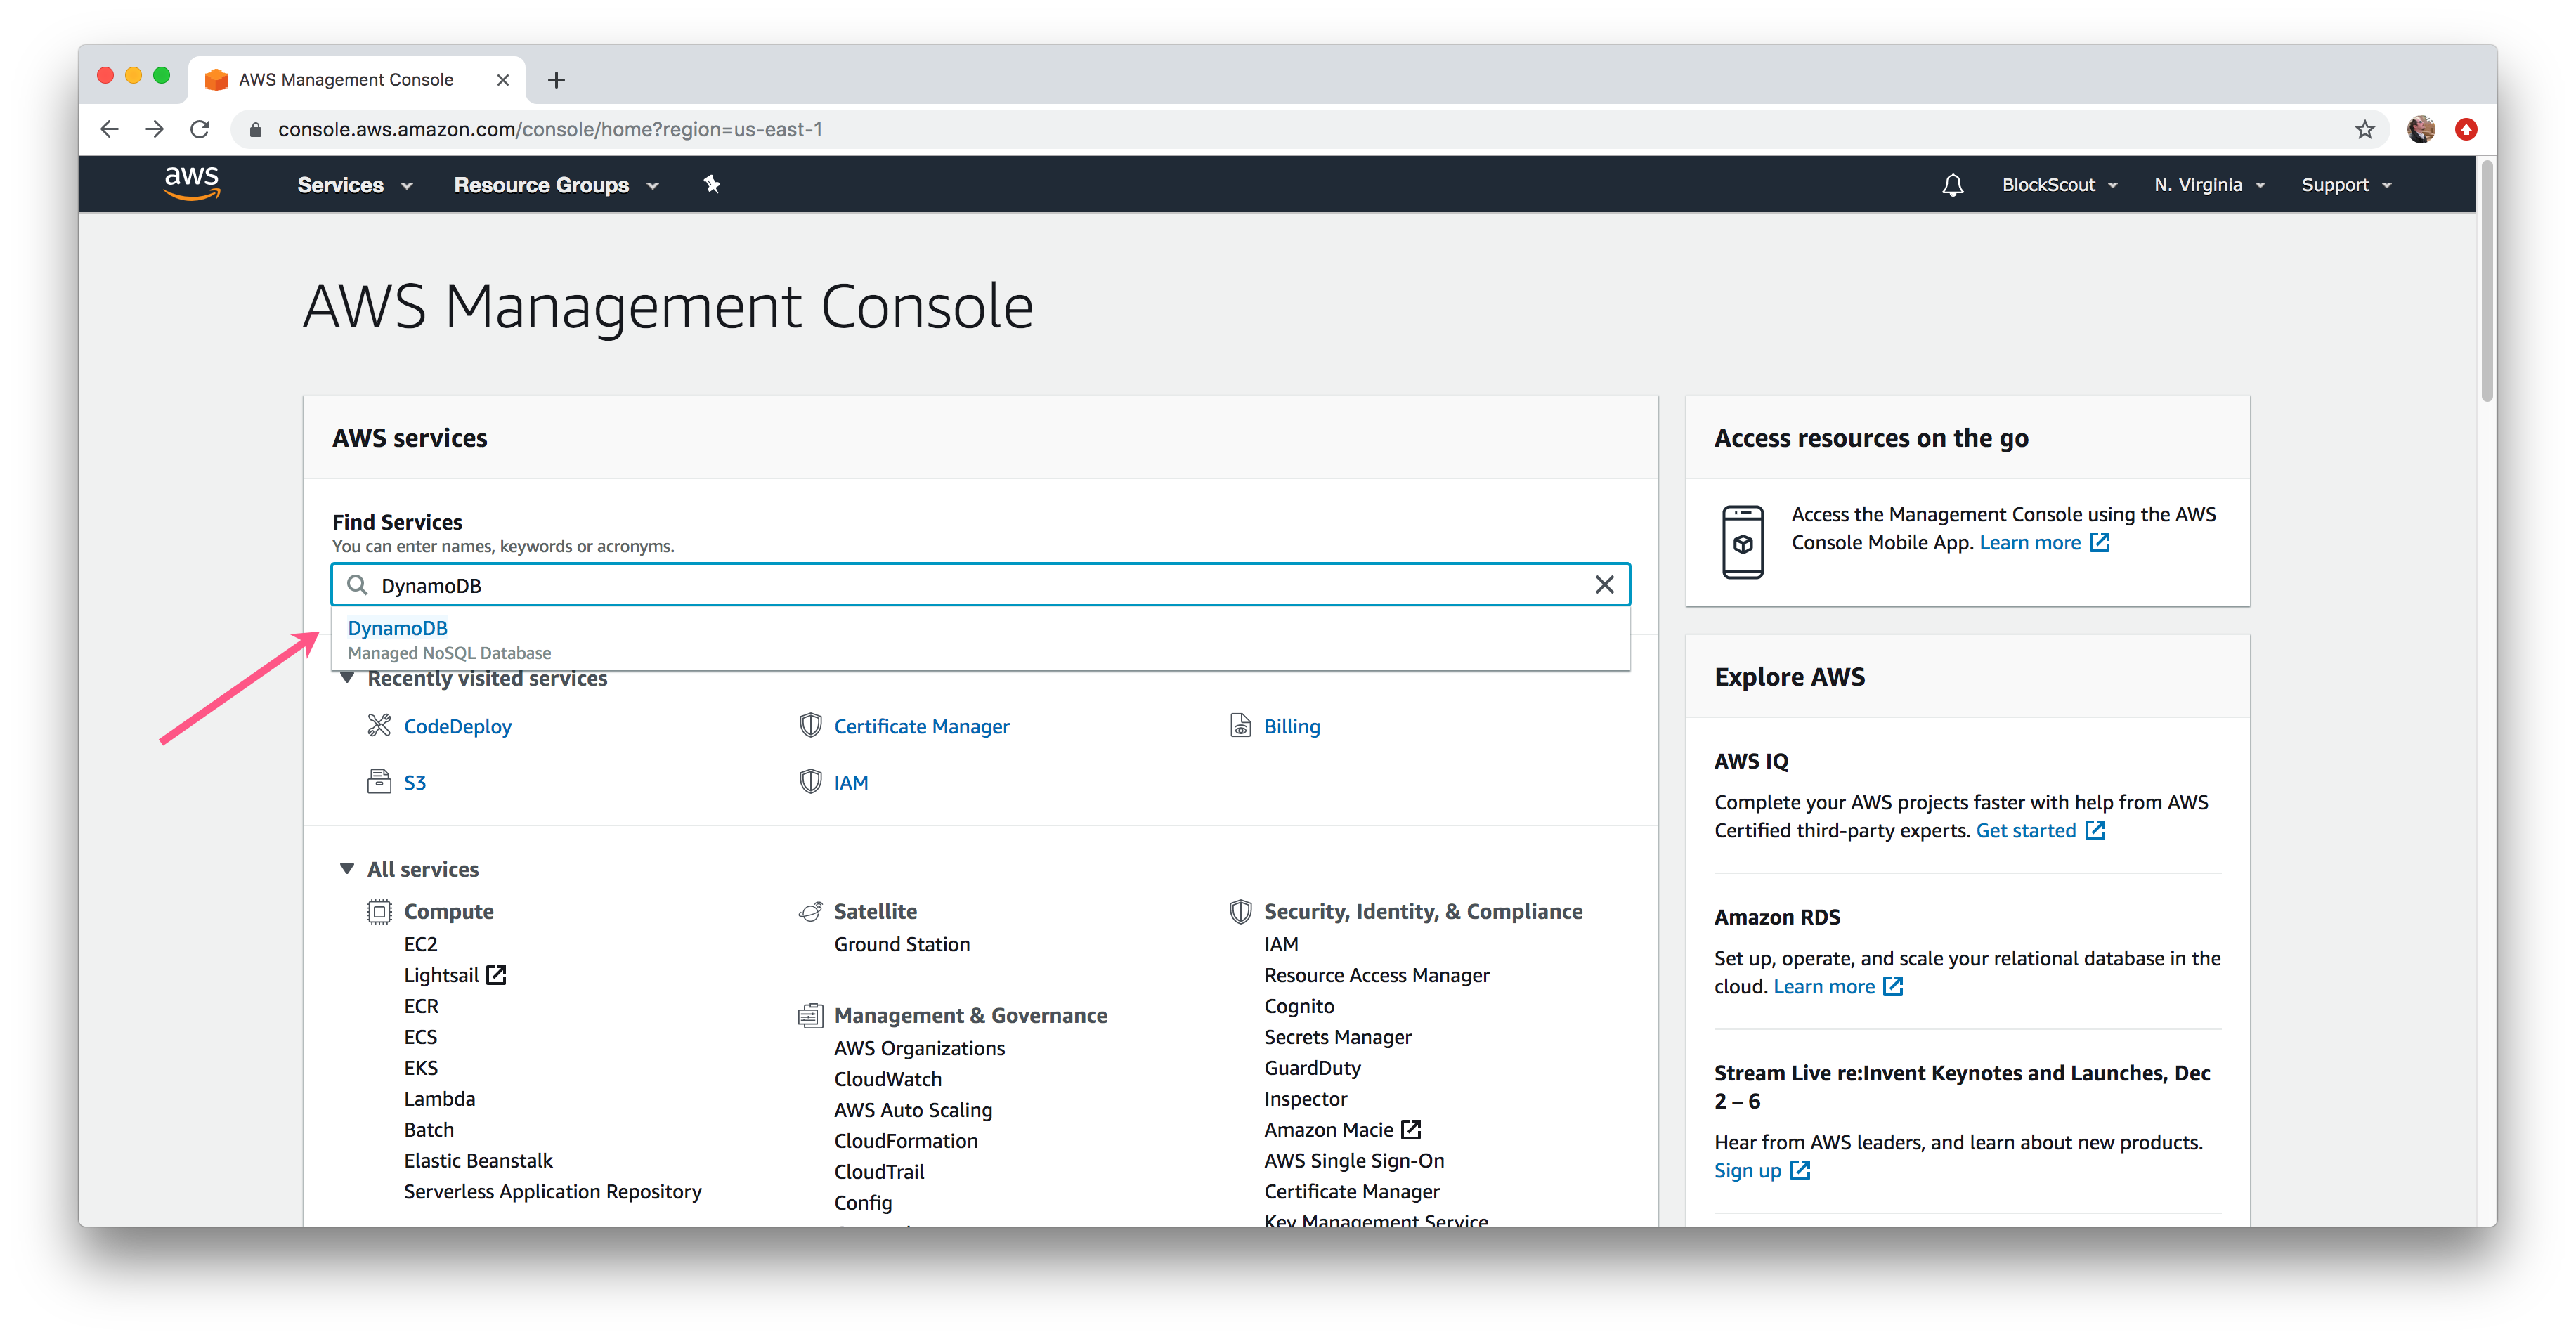 AWS Management Console
console.aws.amazon.com/console/home?region=us-east-1
aws
Services
Resource Groups
BlockScout
N. Virginia
Support
AWS Management Console
AWS services
Find Services
You can enter names, keywords or acronyms.
DynamoDB
DynamoDB
Managed NoSQL Database
Recently visited services
CodeDeploy
Certificate Manager
Billing
S3
IAM
All services
Compute
EC2
Lightsail
ECR
ECS
EKS
Lambda
Batch
Elastic Beanstalk
Serverless Application Repository
Satellite
Ground Station
Management & Governance
AWS Organizations
CloudWatch
AWS Auto Scaling
CloudFormation
CloudTrail
Config
Security, Identity, & Compliance
IAM
Resource Access Manager
Cognito
Secrets Manager
GuardDuty
Inspector
Amazon Macie
AWS Single Sign-On
Certificate Manager
Key Management Service
Access resources on the go
Access the Management Console using the AWS
Console Mobile App. Learn more
Explore AWS
AWS IQ
Complete your AWS projects faster with help from AWS
Certified third-party experts. Get started
Amazon RDS
Set up, operate, and scale your relational database in the
cloud. Learn more
Stream Live re:Invent Keynotes and Launches, Dec
2 – 6
Hear from AWS leaders, and learn about new products.
Sign up